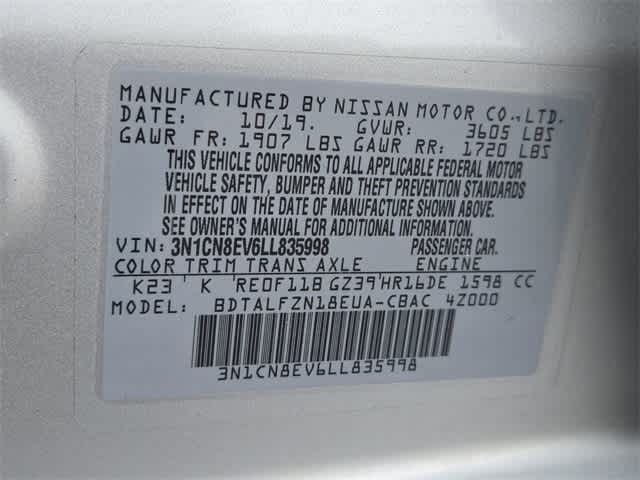 MANUFACTURED BY NISSAN MOTOR CO.,LTD.
DATE: 10/19. GVWR: 3605 LBS
GAWR FR: 1907 LBS GAWR RR: 1720 LBS
THIS VEHICLE CONFORMS TO ALL APPLICABLE FEDERAL MOTOR
VEHICLE SAFETY, BUMPER AND THEFT PREVENTION STANDARDS
IN EFFECT ON THE DATE OF MANUFACTURE SHOWN ABOVE.
SEE OWNER'S MANUAL FOR ADDITIONAL INFORMATION.
VIN: 3N1CN8EV6LL835998 PASSENGER CAR.
COLOR TRIM TRANS AXLE ENGINE
K23 K RE0F11B GZ39 HR16DE 1598 CC
MODEL: BDTALFZN18EUA-CBAC 4Z000
3N1CN8EV6LL835998